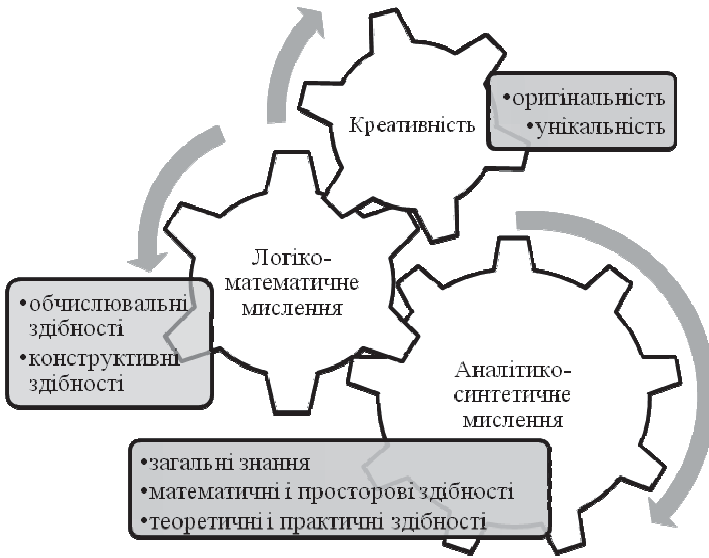 Креативність
•оригінальність
•унікальність
Логіко-
математичне
мислення
•обчислювальні
здібності
•конструктивні
здібності
Аналітико-
синтетичне
мислення
•загальні знання
•математичні і просторові здібності
•теоретичні і практичні здібності